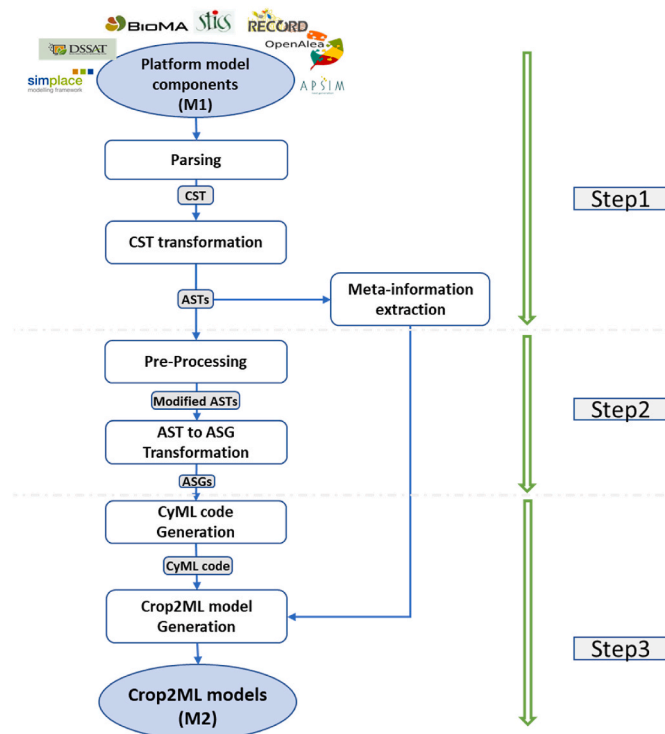 BIOMA
STICS
RECORD
OpenAlea
DSSAT
simplace
modelling framework
APSIM
Platform model
components
(M1)
Parsing
CST
Step1
CST transformation
ASTs
Meta-information
extraction
Pre-Processing
Modified ASTs
Step2
AST to ASG
Transformation
ASGs
CyML code
Generation
CyML code
Crop2ML model
Generation
Step3
Crop2ML models
(M2)